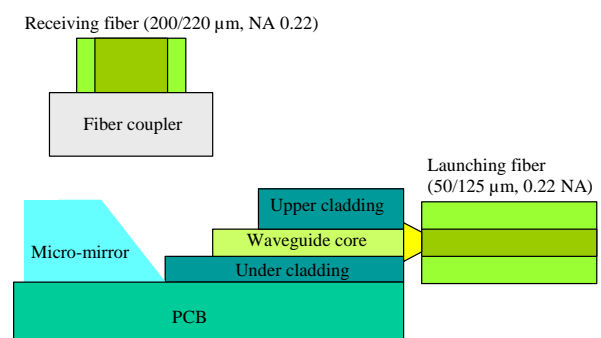 Receiving fiber (200/220 µm, NA 0.22)
Fiber coupler
Launching fiber
(50/125 µm, 0.22 NA)
Upper cladding
Waveguide core
Micro-mirror
Under cladding
PCB